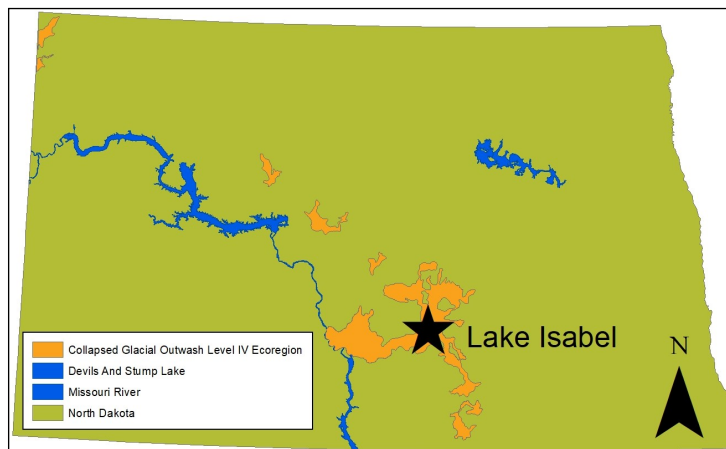 Lake Isabel
N
Collapsed Glacial Outwash Level IV Ecoregion
Devils And Stump Lake
Missouri River
North Dakota